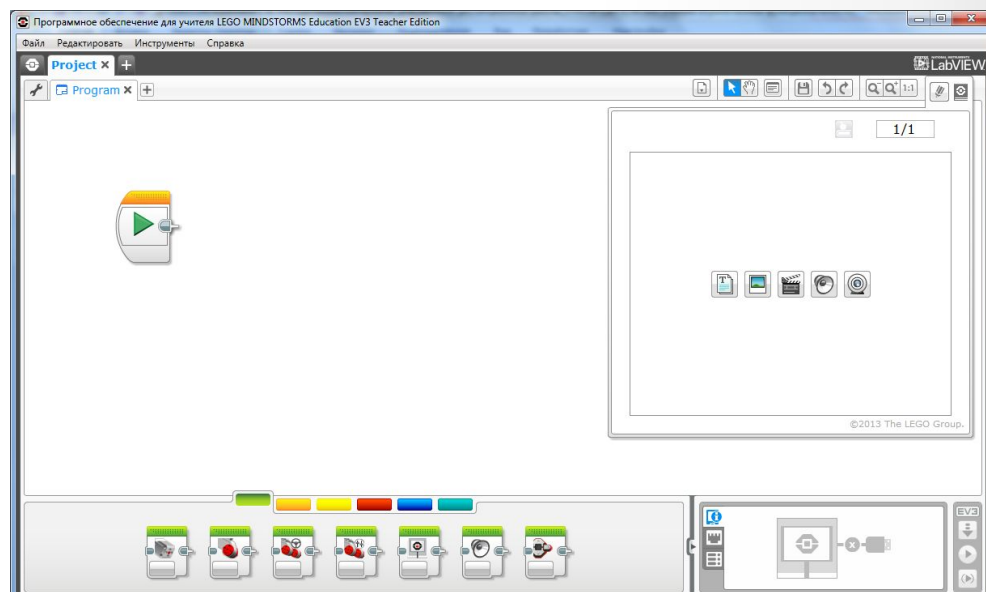 Программное обеспечение для учителя LEGO MINDSTORMS Education EV3 Teacher Edition
Файл Редактировать Инструменты Справка
Project
LabVIEW
Program
1:1
1/1
©2013 The LEGO Group.
EV3